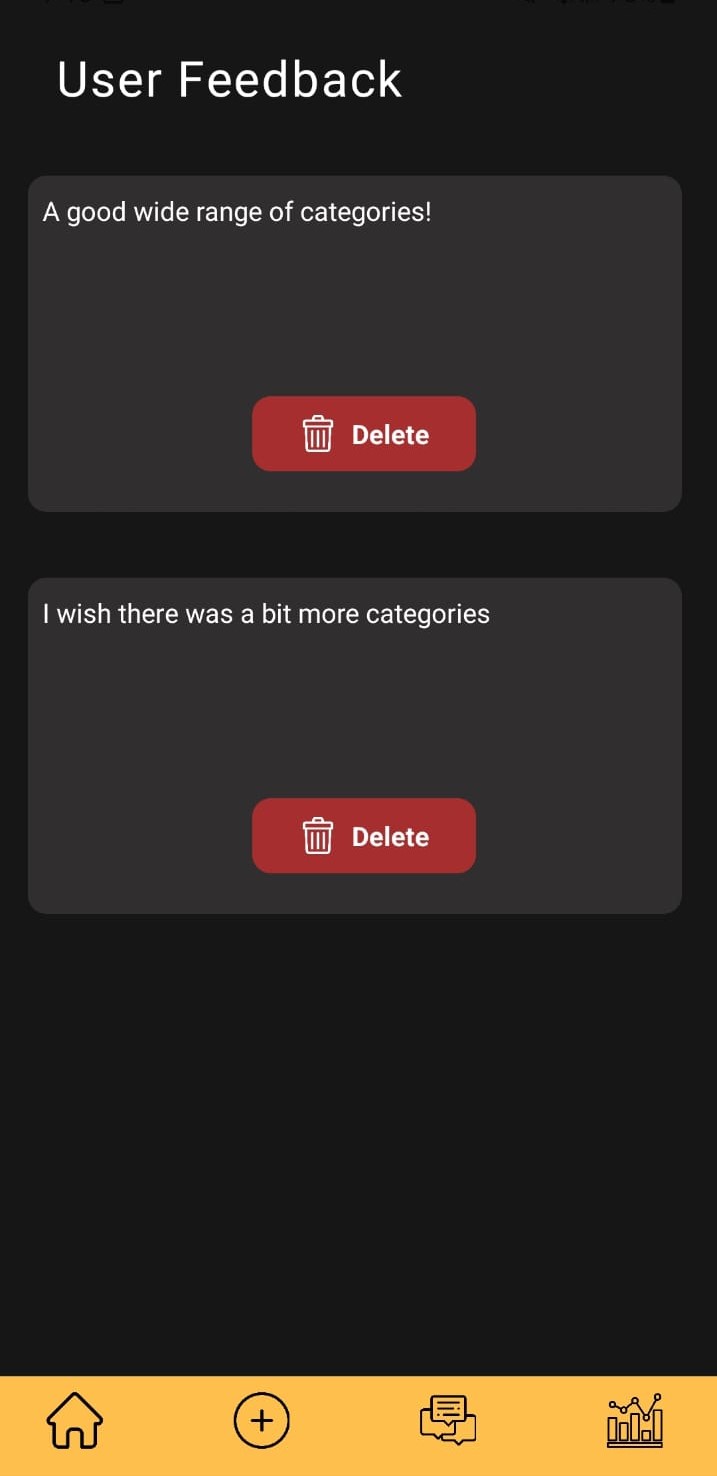 User Feedback
A good wide range of categories!
Delete
I wish there was a bit more categories
Delete